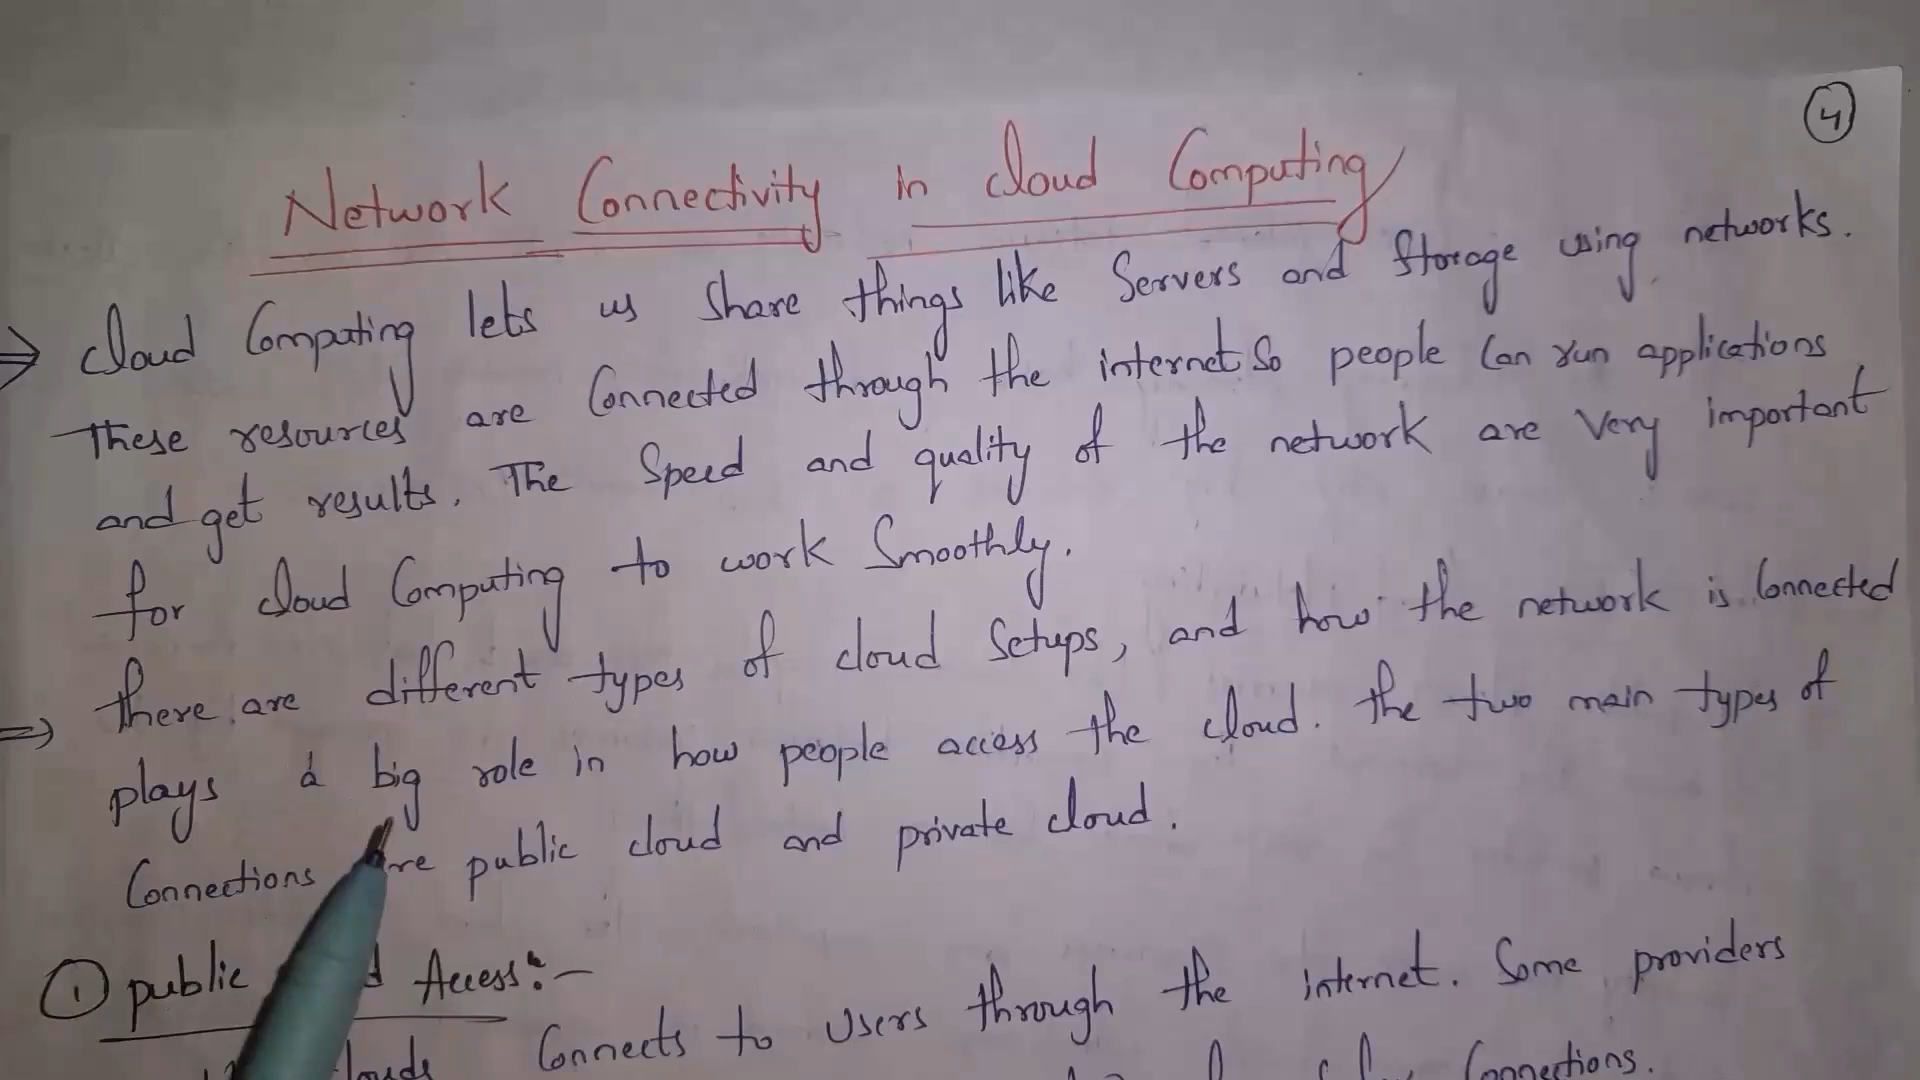 4
Network Connectivity in cloud Computing
⇒ cloud Computing lets us share things like Servers and Storage using networks.
These resources are Connected through the internet So people Can run applications
and get results. The Speed and quality of the network are Very important
for cloud Computing to work Smoothly.
⇒ there are different types of cloud Setups, and how the network is Connected
plays a big role in how people access the cloud. the two main types of
Connections are public cloud and private cloud.
① public Access:-
Connects to Users through the internet. Some providers
Connections.